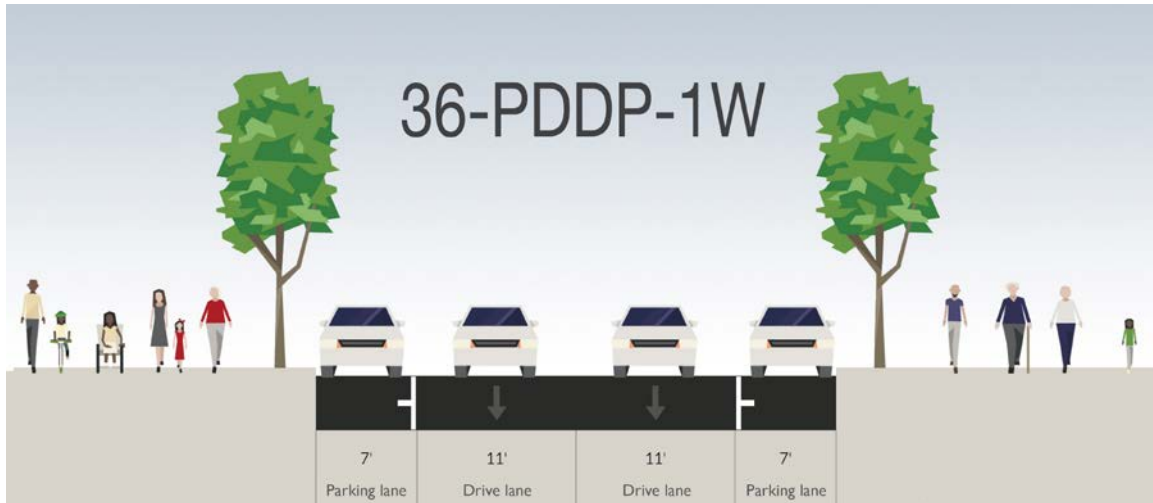 36-PDDP-1W
7' 11' 11' 7'
Parking lane Drive lane Drive lane Parking lane